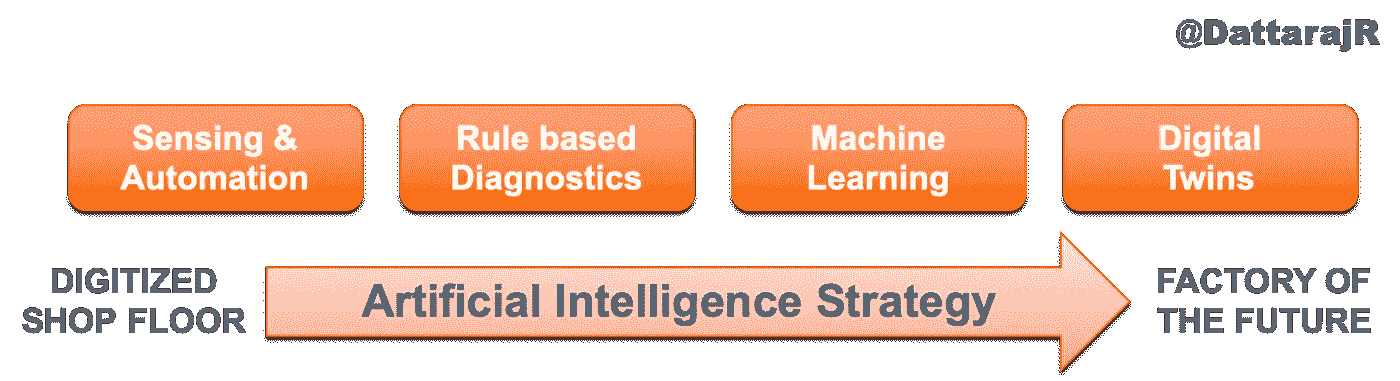 @DattarajR
Sensing &
Automation
Rule based
Diagnostics
Machine
Learning
Digital
Twins
DIGITIZED
SHOP FLOOR
Artificial Intelligence Strategy
FACTORY OF
THE FUTURE